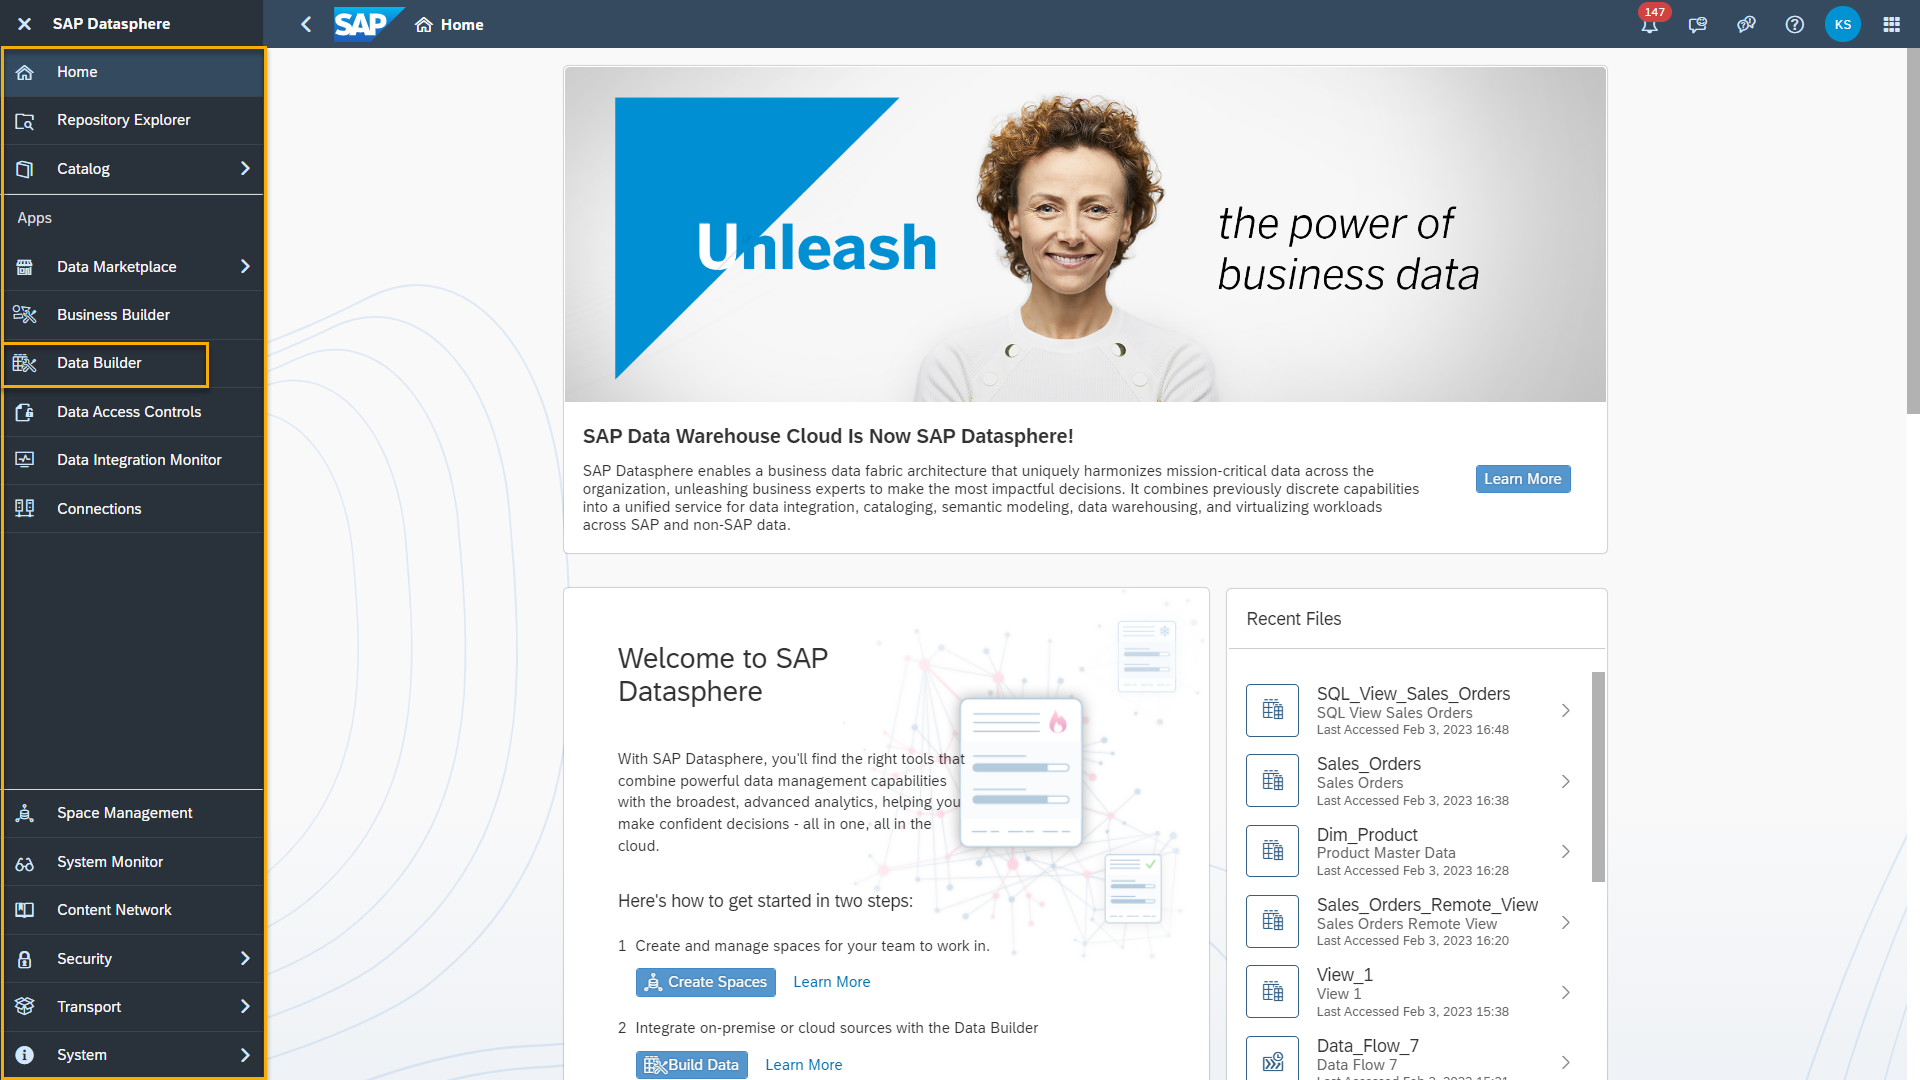 SAP Datasphere
SAP
Home
147
KS
Home
Repository Explorer
Catalog
Apps
Data Marketplace
Business Builder
Data Builder
Data Access Controls
Data Integration Monitor
Connections
Space Management
System Monitor
Content Network
Security
Transport
System
Unleash
the power of
business data
SAP Data Warehouse Cloud Is Now SAP Datasphere!
SAP Datasphere enables a business data fabric architecture that uniquely harmonizes mission-critical data across the
organization, unleashing business experts to make the most impactful decisions. It combines previously discrete capabilities
into a unified service for data integration, cataloging, semantic modeling, data warehousing, and virtualizing workloads
across SAP and non-SAP data.
Learn More
Welcome to SAP
Datasphere
With SAP Datasphere, you'll find the right tools that
combine powerful data management capabilities
with the broadest, advanced analytics, helping you
make confident decisions - all in one, all in the
cloud.
Here's how to get started in two steps:
1 Create and manage spaces for your team to work in.
Create Spaces Learn More
2 Integrate on-premise or cloud sources with the Data Builder
Build Data Learn More
Recent Files
SQL_View_Sales_Orders
SQL View Sales Orders
Last Accessed Feb 3, 2023 16:48
Sales_Orders
Sales Orders
Last Accessed Feb 3, 2023 16:38
Dim_Product
Product Master Data
Last Accessed Feb 3, 2023 16:28
Sales_Orders_Remote_View
Sales Orders Remote View
Last Accessed Feb 3, 2023 16:20
View_1
View 1
Last Accessed Feb 3, 2023 15:38
Data_Flow_7
Data Flow 7